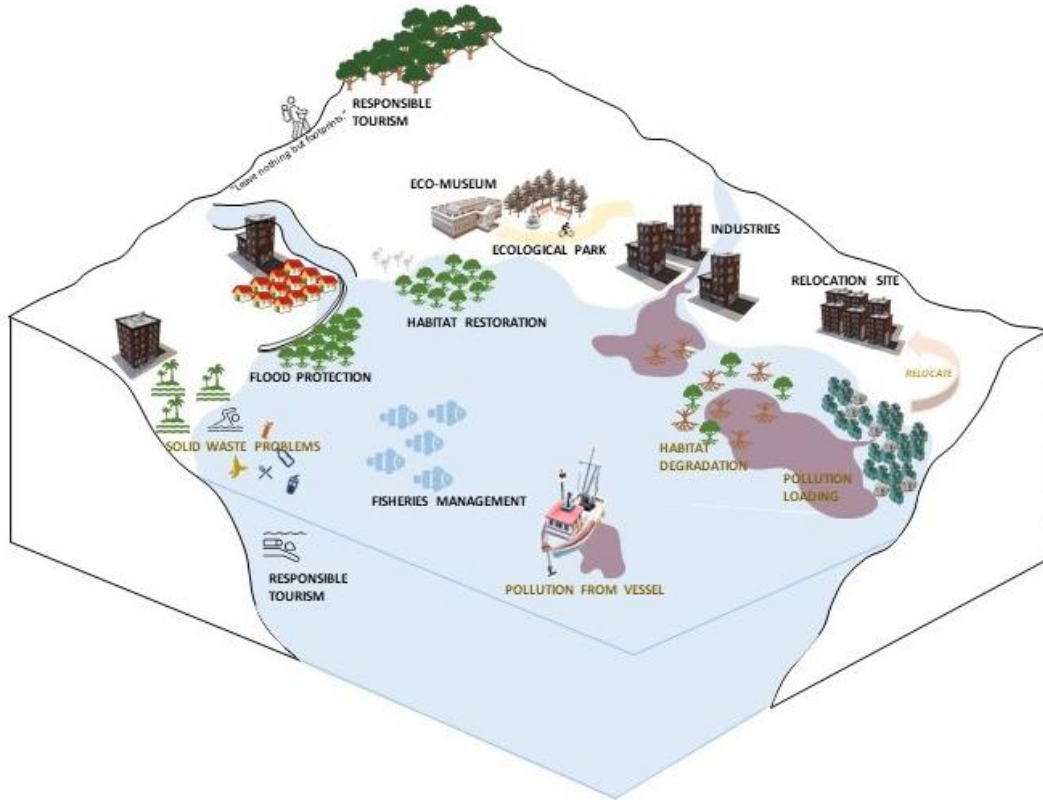 RESPONSIBLE
TOURISM
"Leave nothing but footprints."
ECO-MUSEUM
ECOLOGICAL PARK
INDUSTRIES
RELOCATION SITE
HABITAT RESTORATION
RELOCATE
FLOOD PROTECTION
SOLID WASTE PROBLEMS
HABITAT
DEGRADATION
POLLUTION
LOADING
FISHERIES MANAGEMENT
RESPONSIBLE
TOURISM
POLLUTION FROM VESSEL